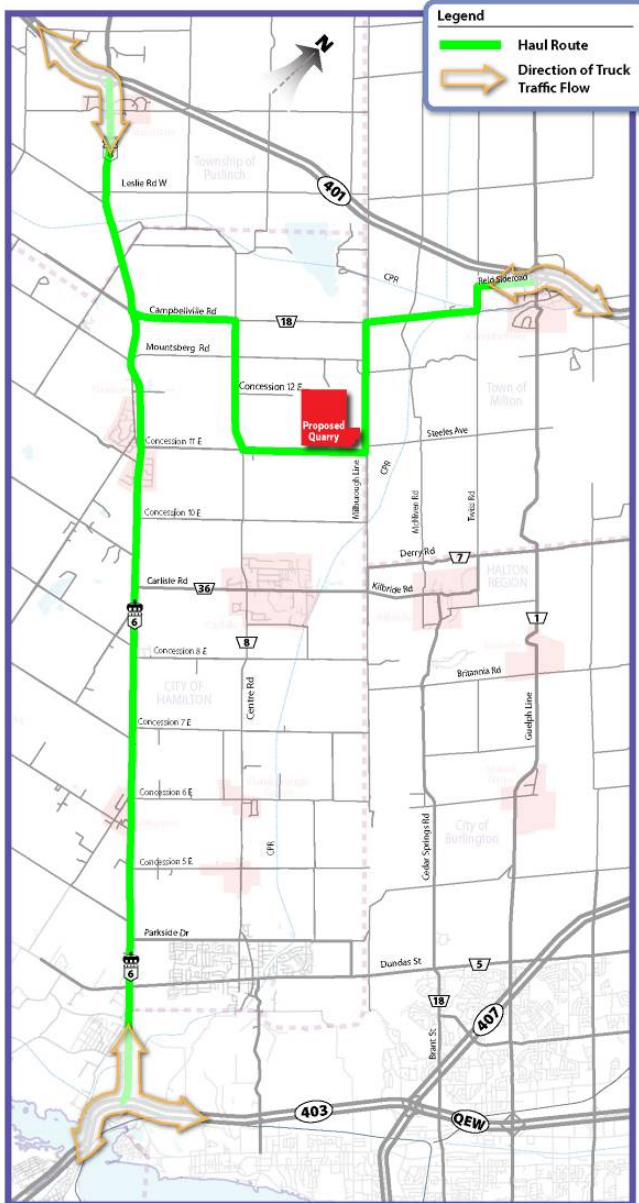 Legend
Haul Route
Direction of Truck
Traffic Flow
N
Township of
Puslinch
Leslie Rd W
401
CPR
Reid Sideroad
Campbellville Rd
18
Mountsberg Rd
Concession 12 E
Town of
Milton
Proposed
Quarry
Concession 11 E
Steeles Ave
Milburough Line
CPR
McNiven Rd
Twiss Rd
Concession 10 E
Derry Rd
7
HALTON
REGION
Carlisle Rd
36
Kilbride Rd
6
8
1
Concession 8 E
Centre Rd
Britannia Rd
CITY OF
HAMILTON
Guelph Line
Concession 7 E
Concession 6 E
Cedar Springs Rd
City of
Burlington
CPR
Concession 5 E
Parkside Dr
6
Dundas St
5
18
407
Brant St
403
QEW